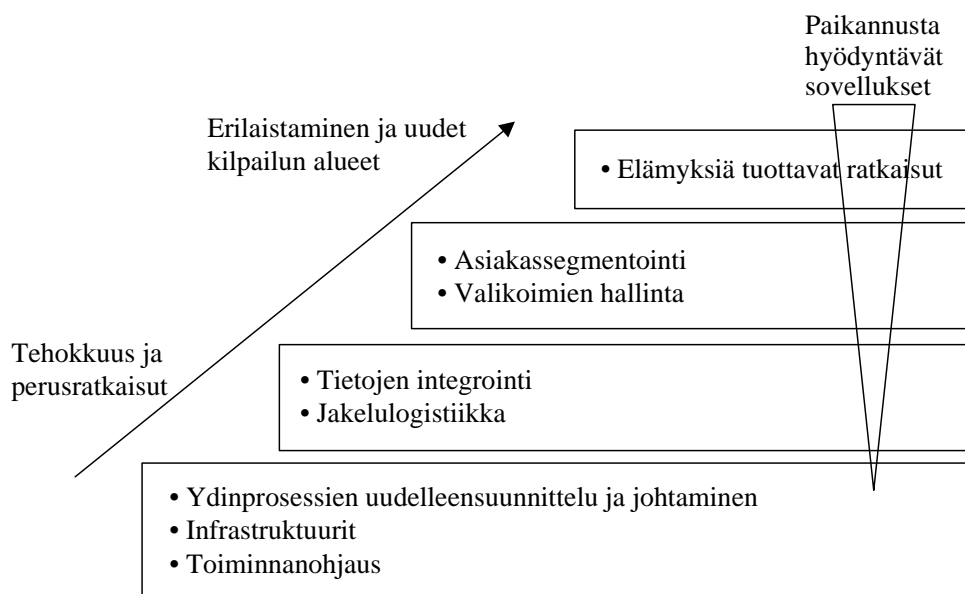 Paikannusta
hyödyntävät
sovellukset
Erilaistaminen ja uudet
kilpailun alueet
• Elämyksiä tuottavat ratkaisut
• Asiakassegmentointi
• Valikoimien hallinta
Tehokkuus ja
perusratkaisut
• Tietojen integrointi
• Jakelulogistiikka
• Ydinprosessien uudelleensuunnittelu ja johtaminen
• Infrastruktuurit
• Toiminnanohjaus